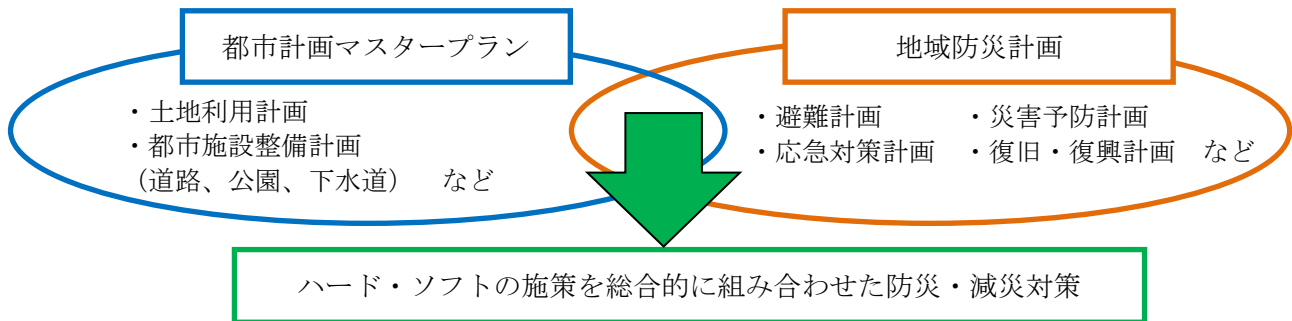 都市計画マスタープラン
・土地利用計画
・都市施設整備計画
(道路、公園、下水道)　など
地域防災計画
・避難計画　　・災害予防計画
・応急対策計画　・復旧・復興計画　など
ハード・ソフトの施策を総合的に組み合わせた防災・減災対策